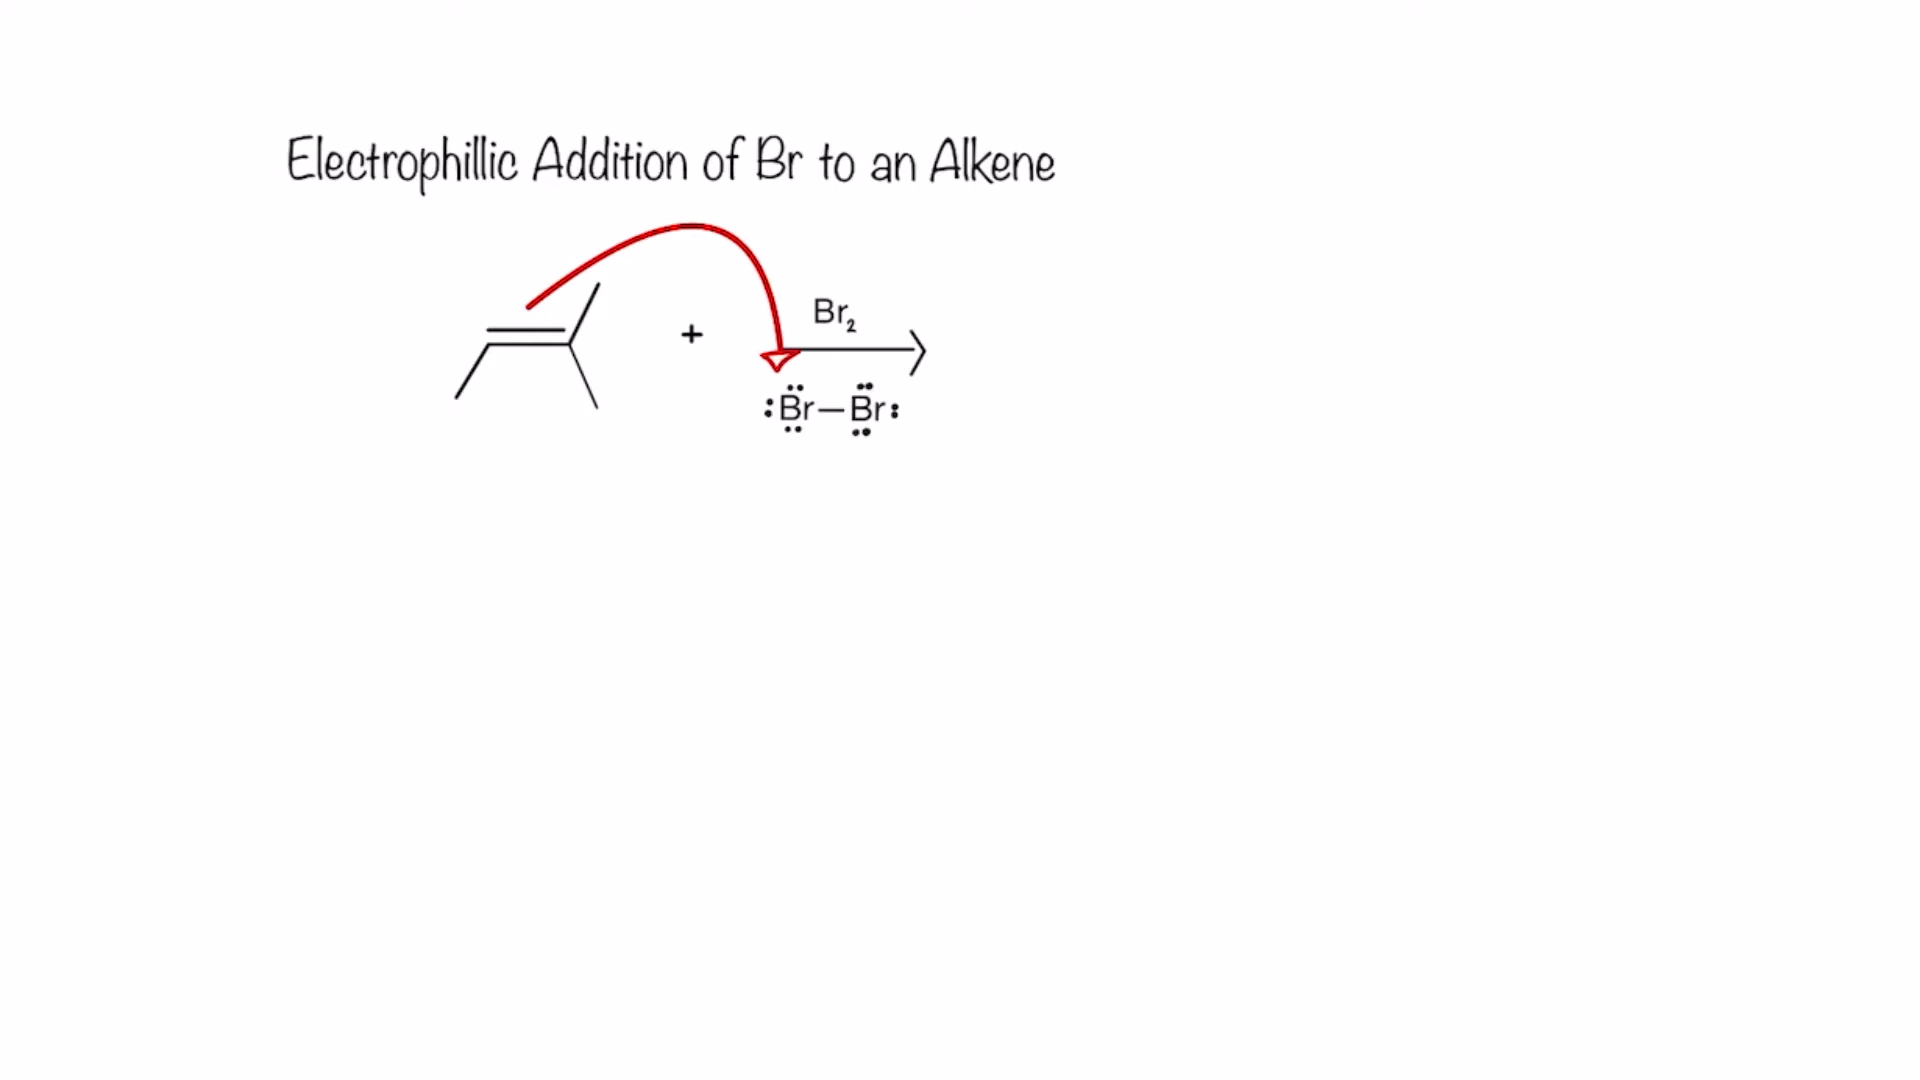 Electrophillic Addition of Br to an Alkene
+
Br₂
:Br—Br: